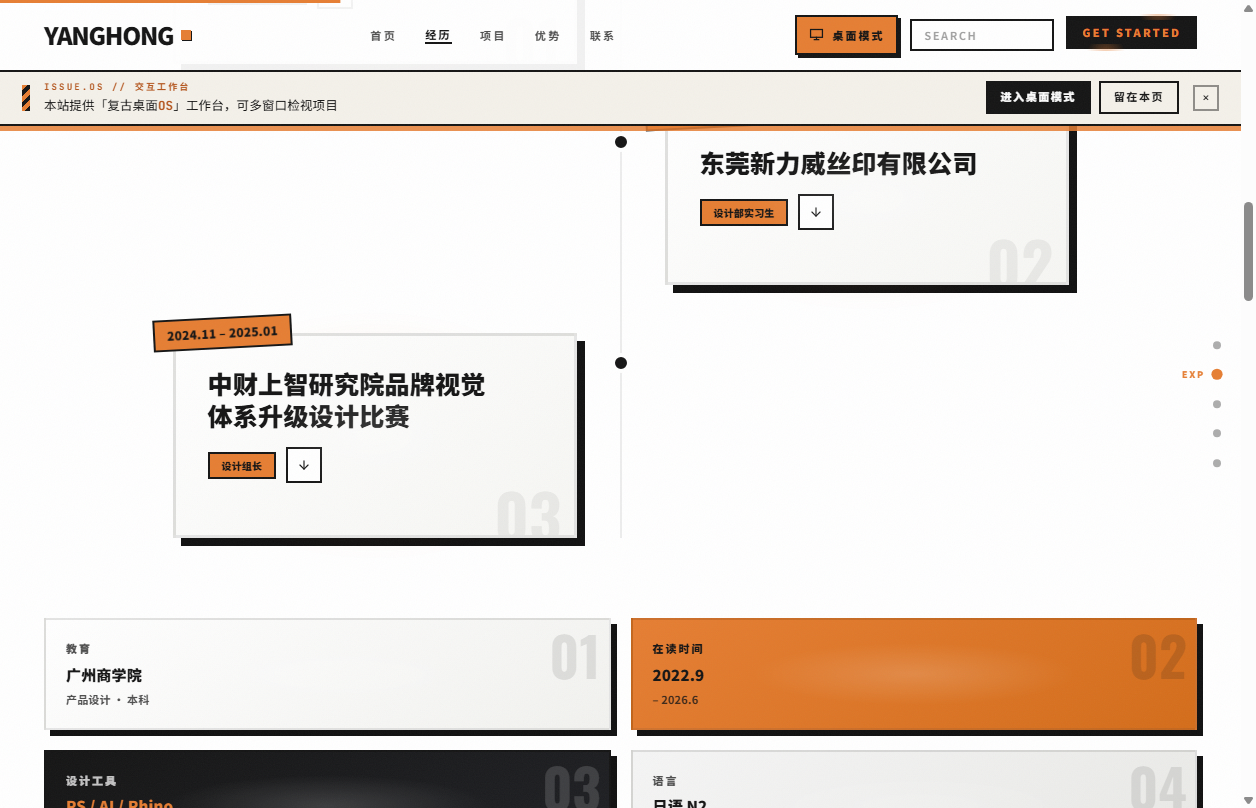 YANGHONG
首页 经历 项目 优势 联系
桌面模式
SEARCH
GET STARTED
ISSUE.OS // 交互工作台
本站提供「复古桌面OS」工作台，可多窗口检视项目
进入桌面模式
留在本页
×
东莞新力威丝印有限公司
设计部实习生
02
2024.11 – 2025.01
中财上智研究院品牌视觉
体系升级设计比赛
设计组长
03
EXP
教育
01
广州商学院
产品设计 · 本科
在读时间
02
2022.9
– 2026.6
设计工具
03
PS / AI / Rhino
语言
04
日语 N2